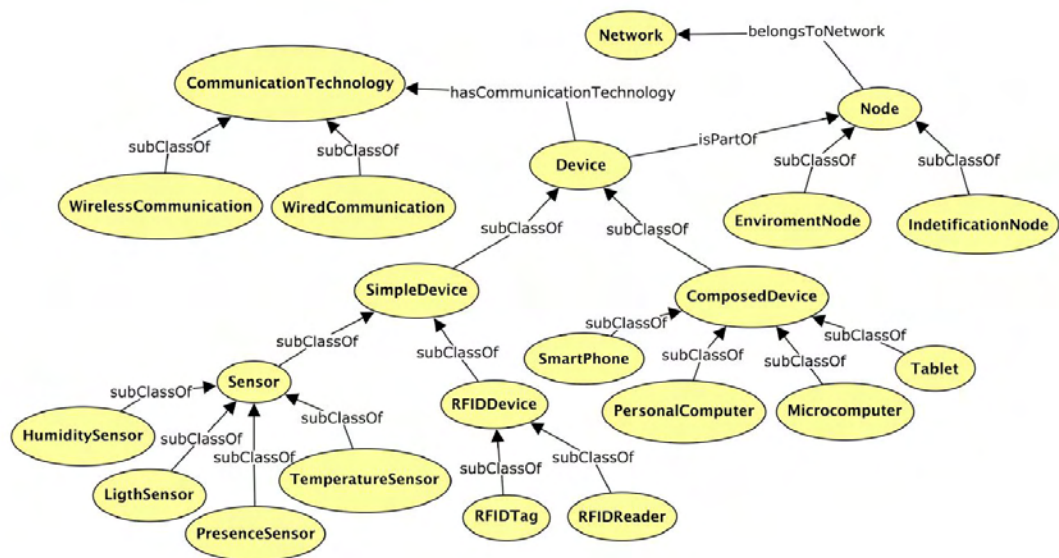 Network
belongsToNetwork
CommunicationTechnology
hasCommunicationTechnology
Node
subClassOf
subClassOf
isPartOf
Device
subClassOf
subClassOf
WirelessCommunication
WiredCommunication
EnviromentNode
IndetificationNode
subClassOf
subClassOf
SimpleDevice
ComposedDevice
subClassOf
subClassOf
subClassOf
subClassOf
subClassOf
subClassOf
SmartPhone
Tablet
subClassOf
Sensor
RFIDDevice
PersonalComputer
Microcomputer
HumiditySensor
subClassOf
subClassOf
subClassOf
subClassOf
subClassOf
LigthSensor
TemperatureSensor
RFIDTag
RFIDReader
PresenceSensor